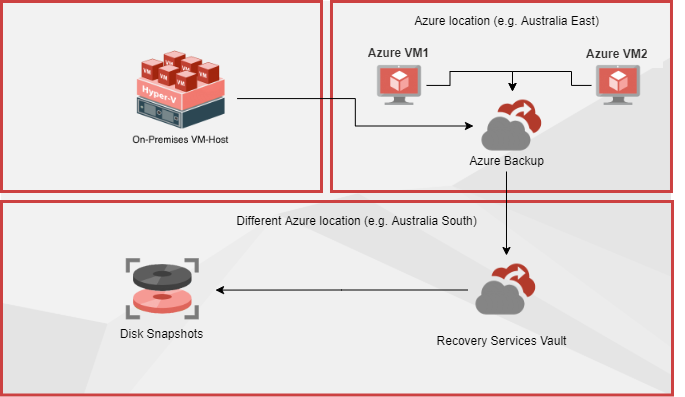 Azure location (e.g. Australia East)
Azure VM1
Azure VM2
VM
VM
VM
VM
VM
VM
Hyper-V
On-Premises VM-Host
Azure Backup
Different Azure location (e.g. Australia South)
Disk Snapshots
Recovery Services Vault